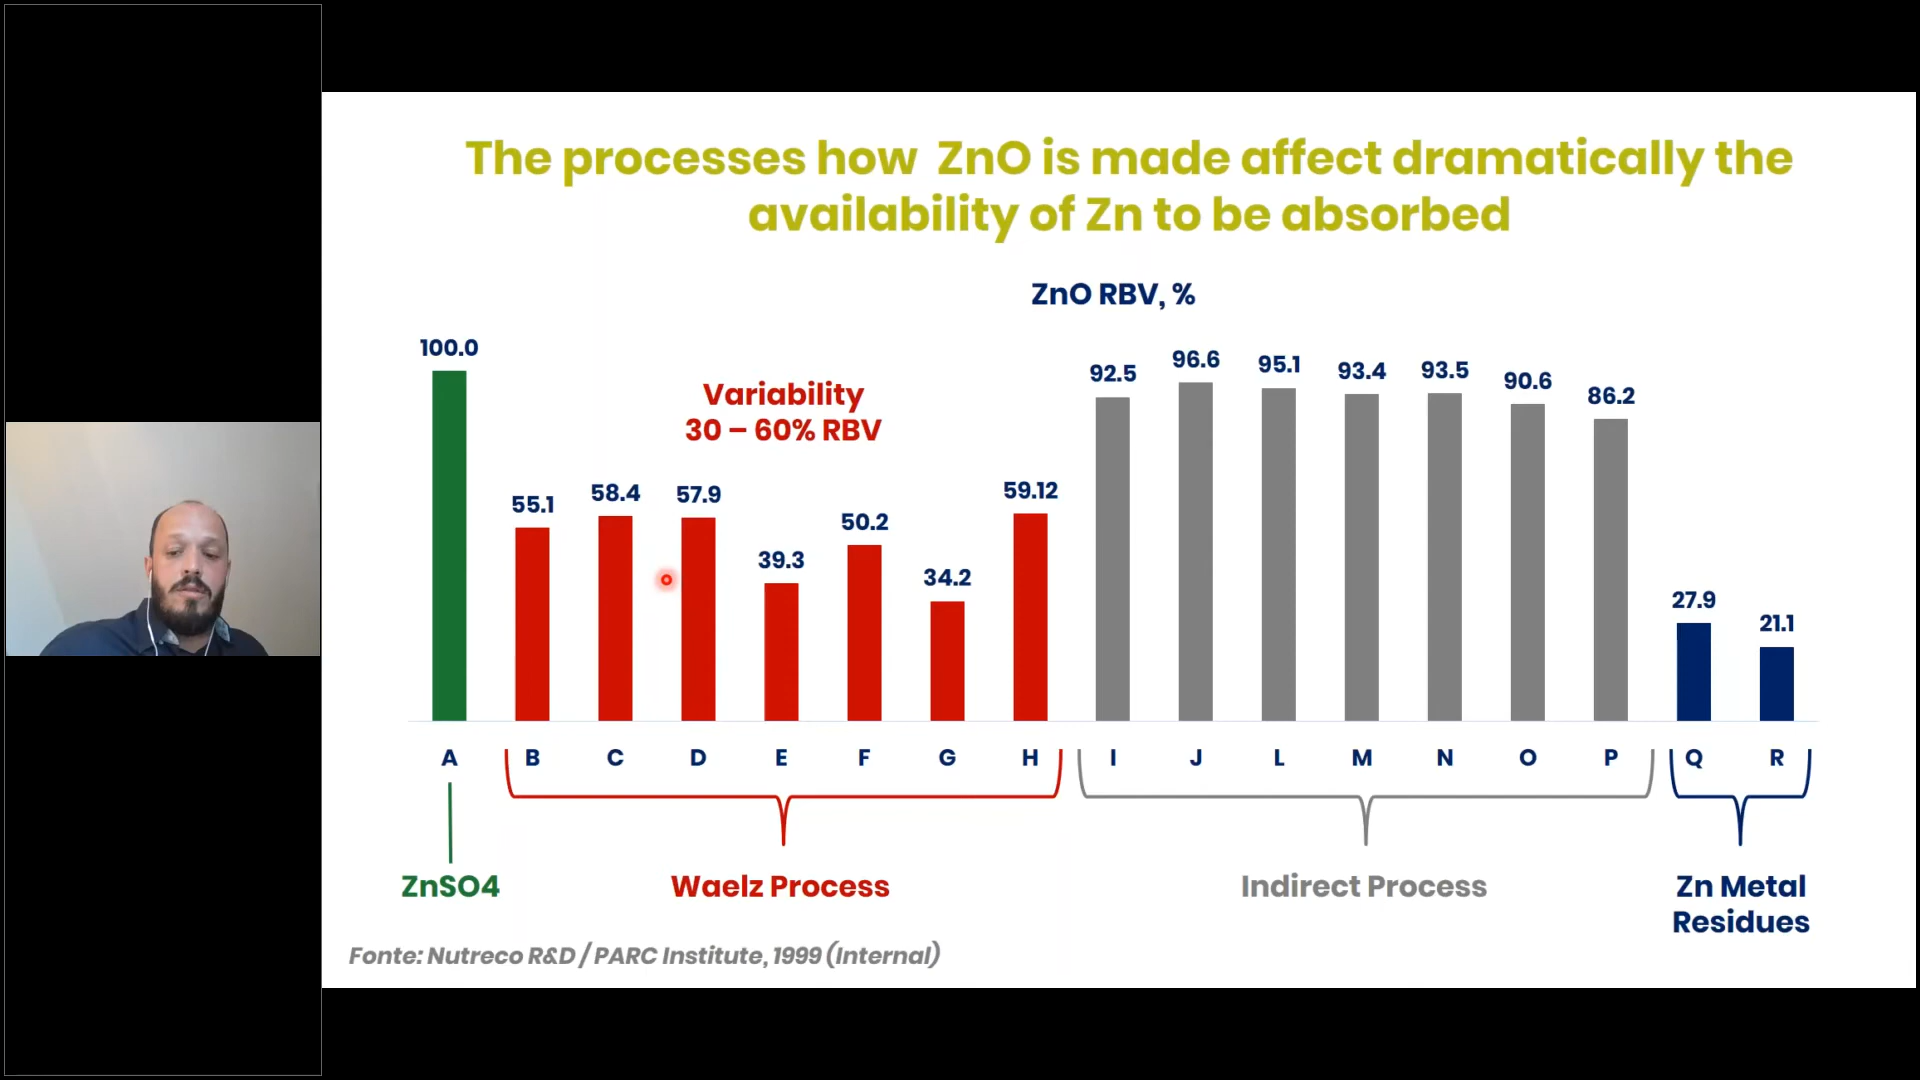 The processes how ZnO is made affect dramatically the
availability of Zn to be absorbed
ZnO RBV, %
100.0
Variability
30 – 60% RBV
55.1
58.4
57.9
39.3
50.2
34.2
59.12
92.5
96.6
95.1
93.4
93.5
90.6
86.2
27.9
21.1
A B C D E F G H I J L M N O P Q R
ZnSO4
Waelz Process
Indirect Process
Zn Metal
Residues
Fonte: Nutreco R&D / PARC Institute, 1999 (Internal)